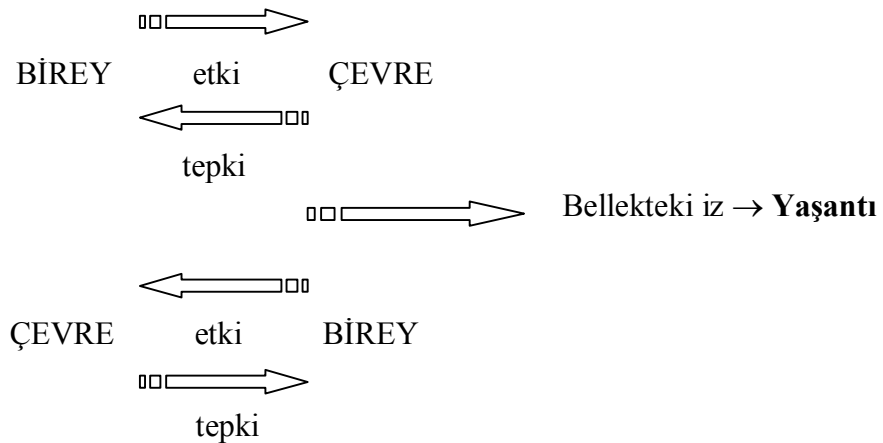 BİREY etki ÇEVRE
tepki
Bellekteki iz → Yaşantı
ÇEVRE etki BİREY
tepki